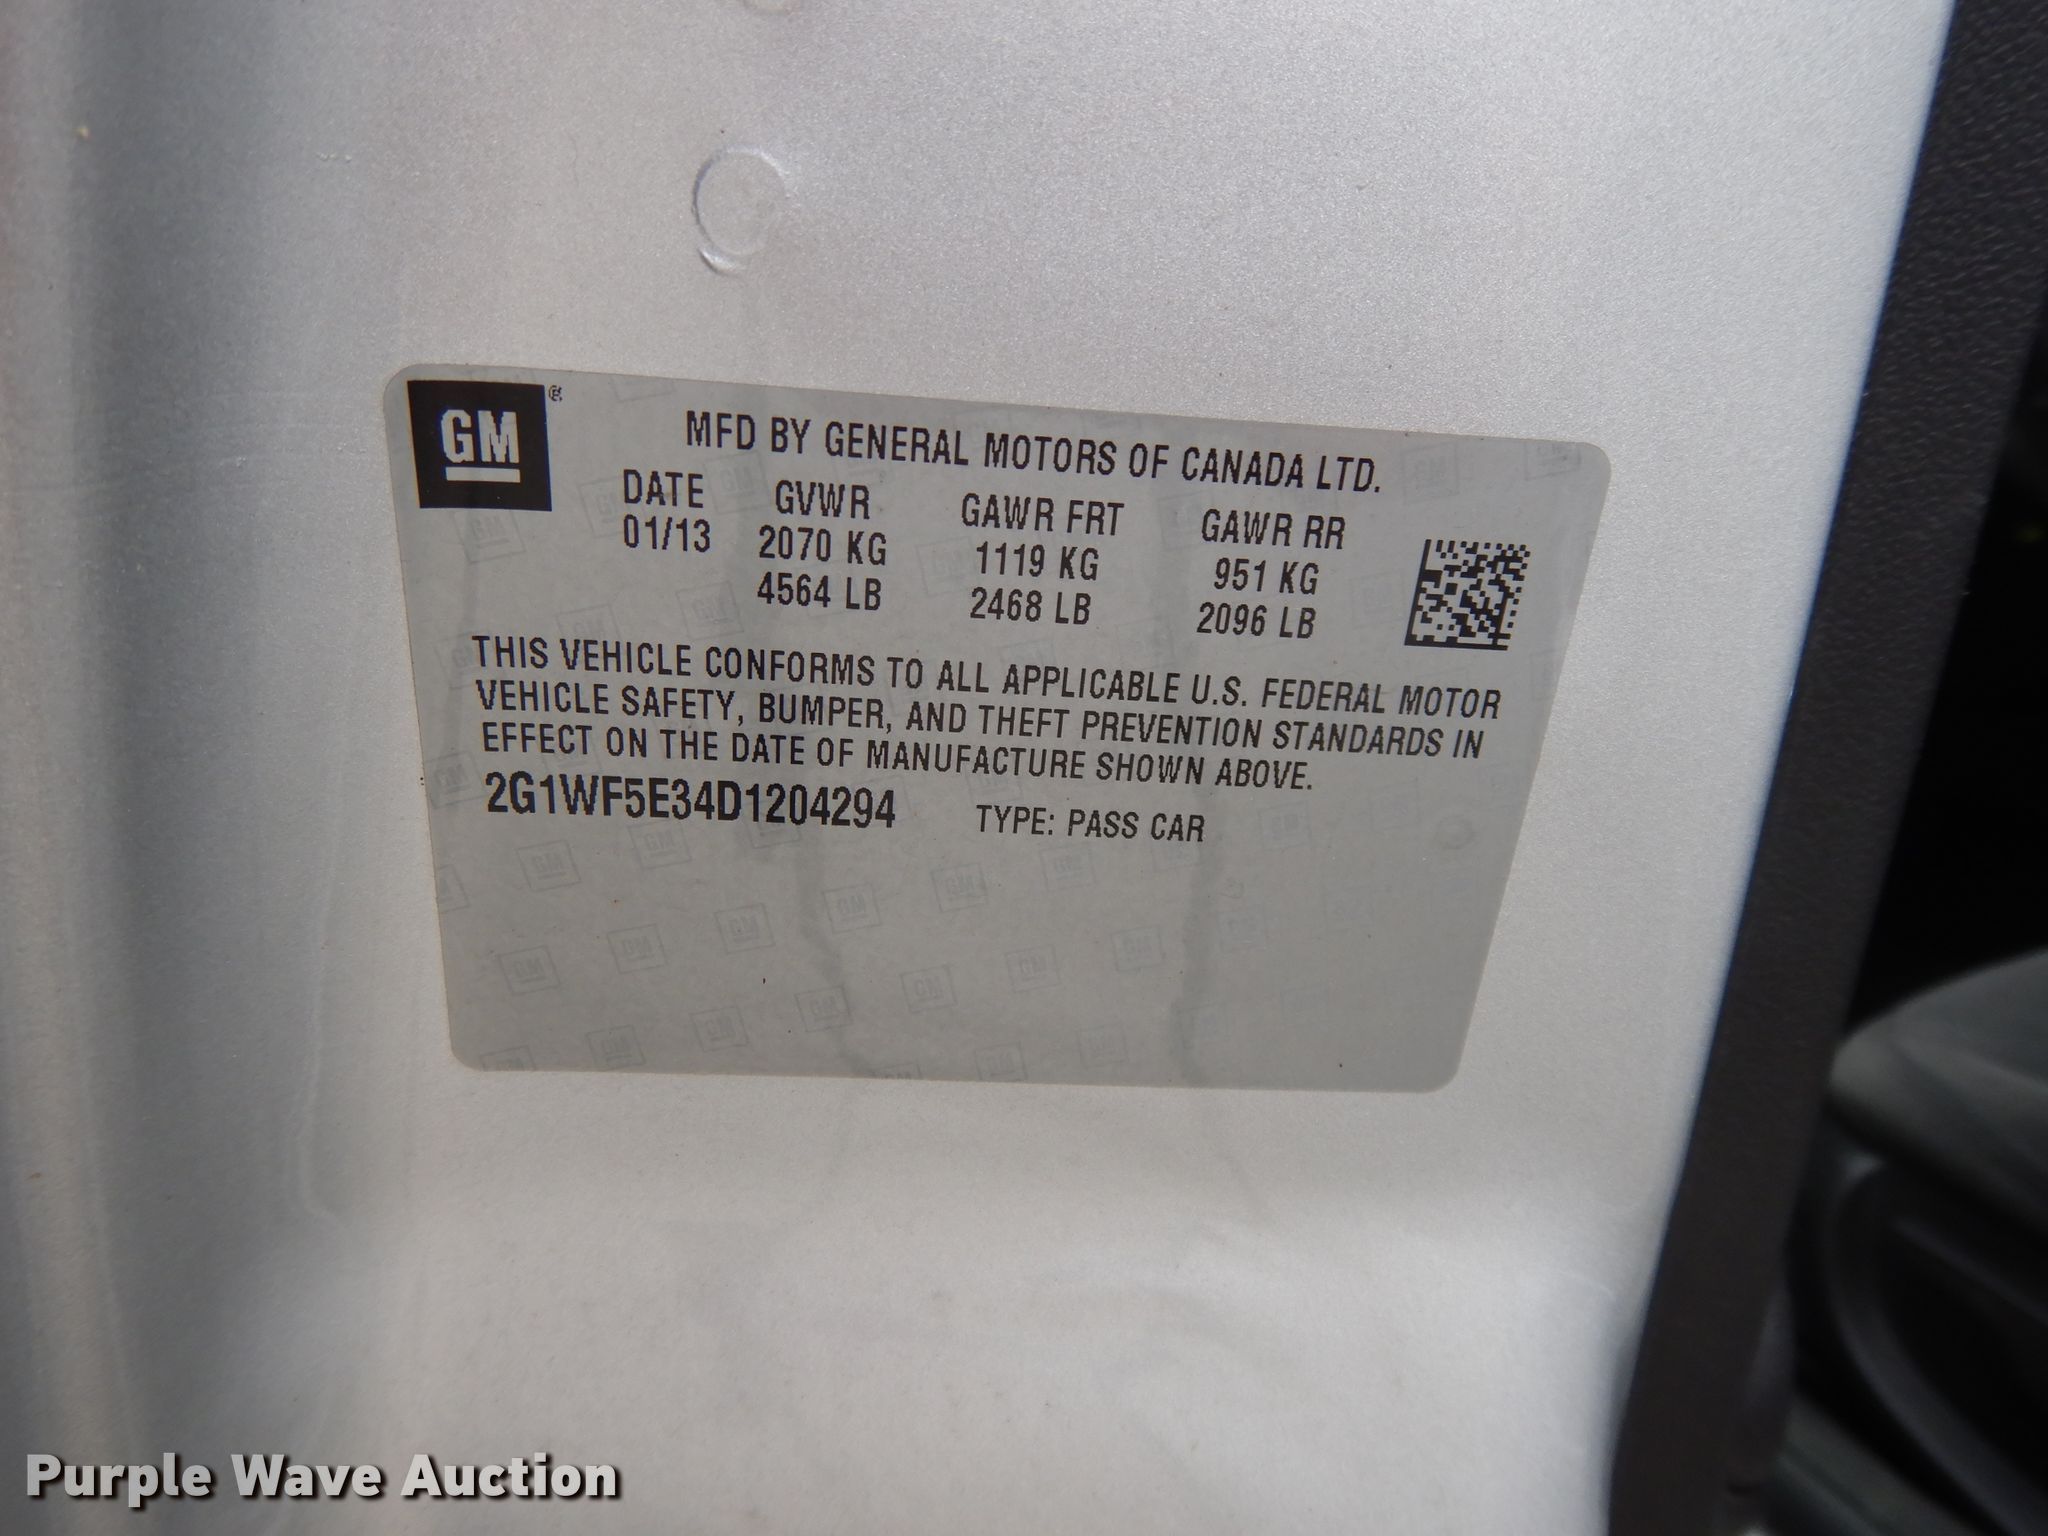 GM®
MFD BY GENERAL MOTORS OF CANADA LTD.
DATE GVWR GAWR FRT GAWR RR
01/13 2070 KG 1119 KG 951 KG
4564 LB 2468 LB 2096 LB
THIS VEHICLE CONFORMS TO ALL APPLICABLE U.S. FEDERAL MOTOR
VEHICLE SAFETY, BUMPER, AND THEFT PREVENTION STANDARDS IN
EFFECT ON THE DATE OF MANUFACTURE SHOWN ABOVE.
2G1WF5E34D1204294 TYPE: PASS CAR
Purple Wave Auction